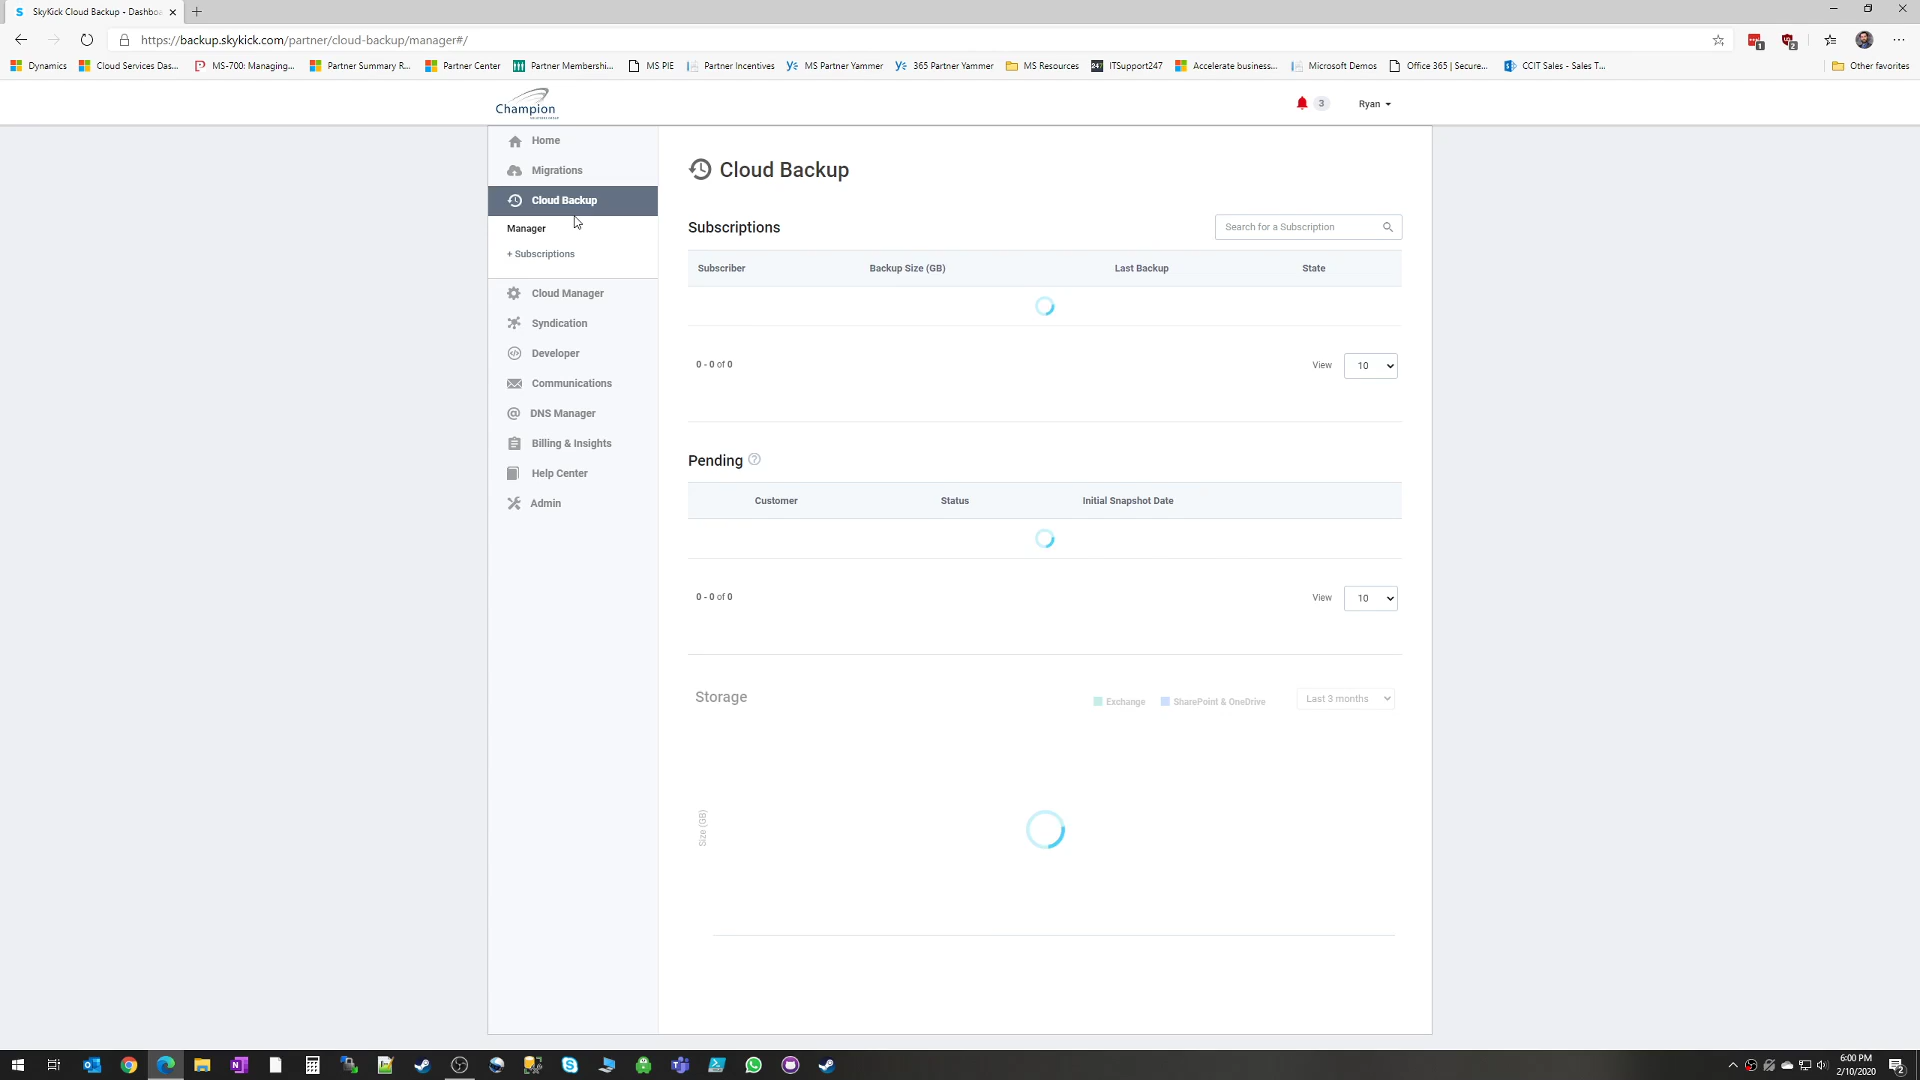 SkyKick Cloud Backup - Dashboa
https://backup.skykick.com/partner/cloud-backup/manager#/
1
2
Dynamics
Cloud Services Das...
MS-700: Managing...
Partner Summary R...
Partner Center
Partner Membershi...
MS PIE
Partner Incentives
MS Partner Yammer
365 Partner Yammer
MS Resources
ITSupport247
Accelerate business...
Microsoft Demos
Office 365 | Secure...
CCIT Sales - Sales T...
Other favorites
Champion
3
Ryan
Home
Migrations
Cloud Backup
Manager
+ Subscriptions
Cloud Manager
Syndication
Developer
Communications
DNS Manager
Billing & Insights
Help Center
Admin
Cloud Backup
Subscriptions
Search for a Subscription
Subscriber Backup Size (GB) Last Backup State
0 - 0 of 0
View 10
Pending
Customer Status Initial Snapshot Date
0 - 0 of 0
View 10
Storage
Exchange
SharePoint & OneDrive
Last 3 months
Size (GB)
6:00 PM
2/10/2020
2